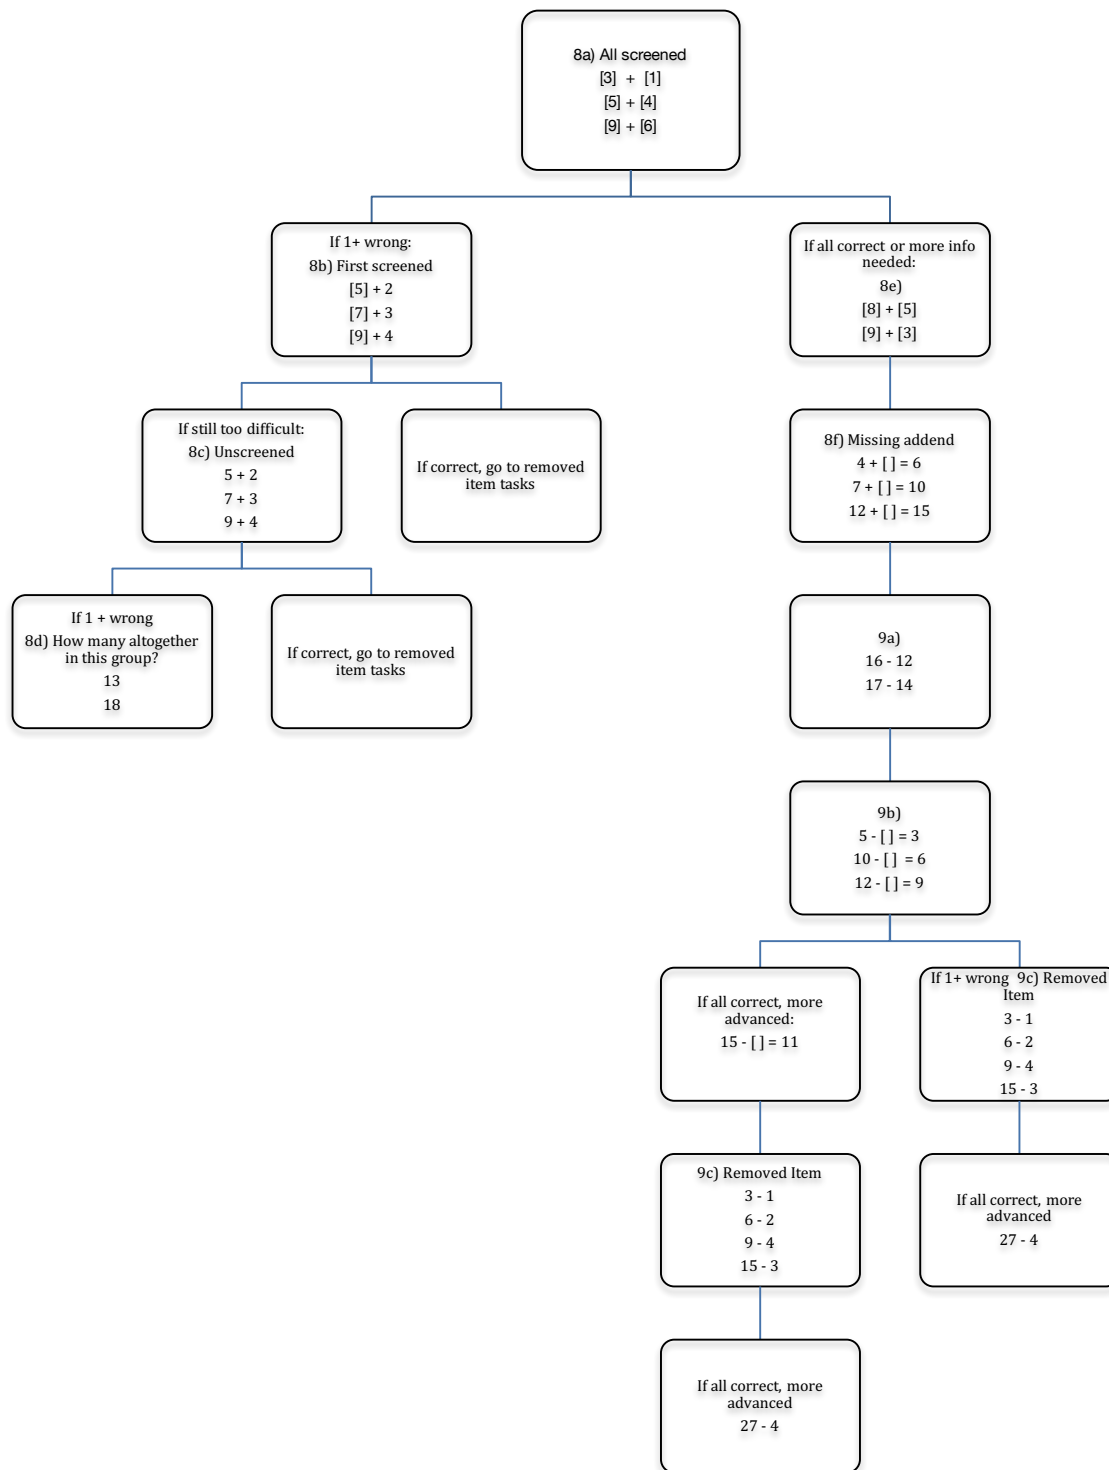 8a) All screened
[3] + [1]
[5] + [4]
[9] + [6]
If 1+ wrong:
8b) First screened
[5] + 2
[7] + 3
[9] + 4
If all correct or more info
needed:
8e)
[8] + [5]
[9] + [3]
If still too difficult:
8c) Unscreened
5 + 2
7 + 3
9 + 4
If correct, go to removed
item tasks
8f) Missing addend
4 + [ ] = 6
7 + [ ] = 10
12 + [ ] = 15
If 1 + wrong
8d) How many altogether
in this group?
13
18
If correct, go to removed
item tasks
9a)
16 - 12
17 - 14
9b)
5 - [ ] = 3
10 - [ ] = 6
12 - [ ] = 9
If all correct, more
advanced:
15 - [ ] = 11
If 1+ wrong 9c) Removed
Item
3 - 1
6 - 2
9 - 4
15 - 3
9c) Removed Item
3 - 1
6 - 2
9 - 4
15 - 3
If all correct, more
advanced
27 - 4
If all correct, more
advanced
27 - 4